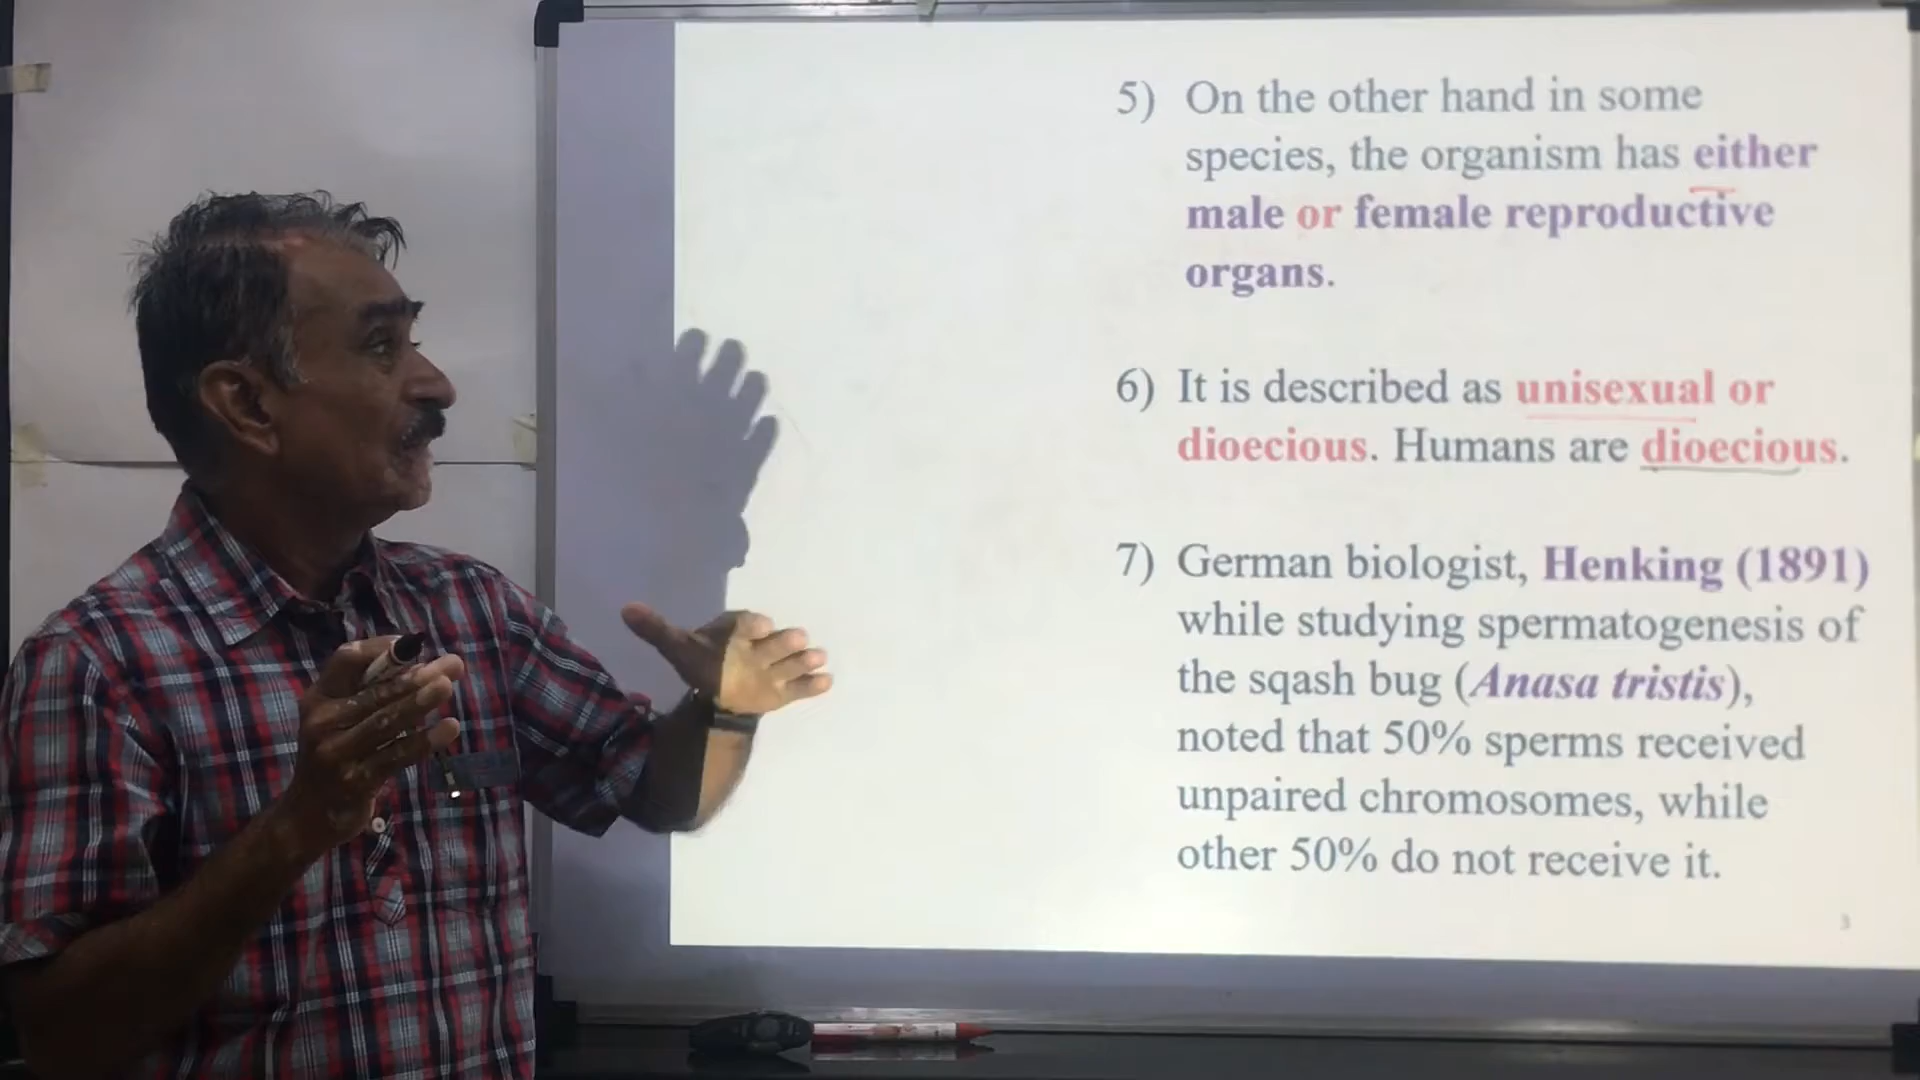 5) On the other hand in some
species, the organism has either
male or female reproductive
organs.
6) It is described as unisexual or
dioecious. Humans are dioecious.
7) German biologist, Henking (1891)
while studying spermatogenesis of
the sqash bug (Anasa tristis),
noted that 50% sperms received
unpaired chromosomes, while
other 50% do not receive it.
3